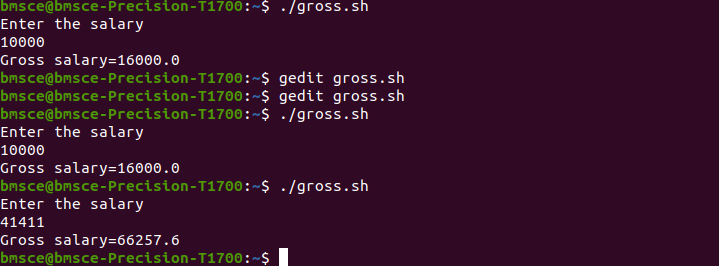 bmsce@bmsce-Precision-T1700:~$ ./gross.sh
Enter the salary
10000
Gross salary=16000.0
bmsce@bmsce-Precision-T1700:~$ gedit gross.sh
bmsce@bmsce-Precision-T1700:~$ gedit gross.sh
bmsce@bmsce-Precision-T1700:~$ ./gross.sh
Enter the salary
10000
Gross salary=16000.0
bmsce@bmsce-Precision-T1700:~$ ./gross.sh
Enter the salary
41411
Gross salary=66257.6
bmsce@bmsce-Precision-T1700:~$